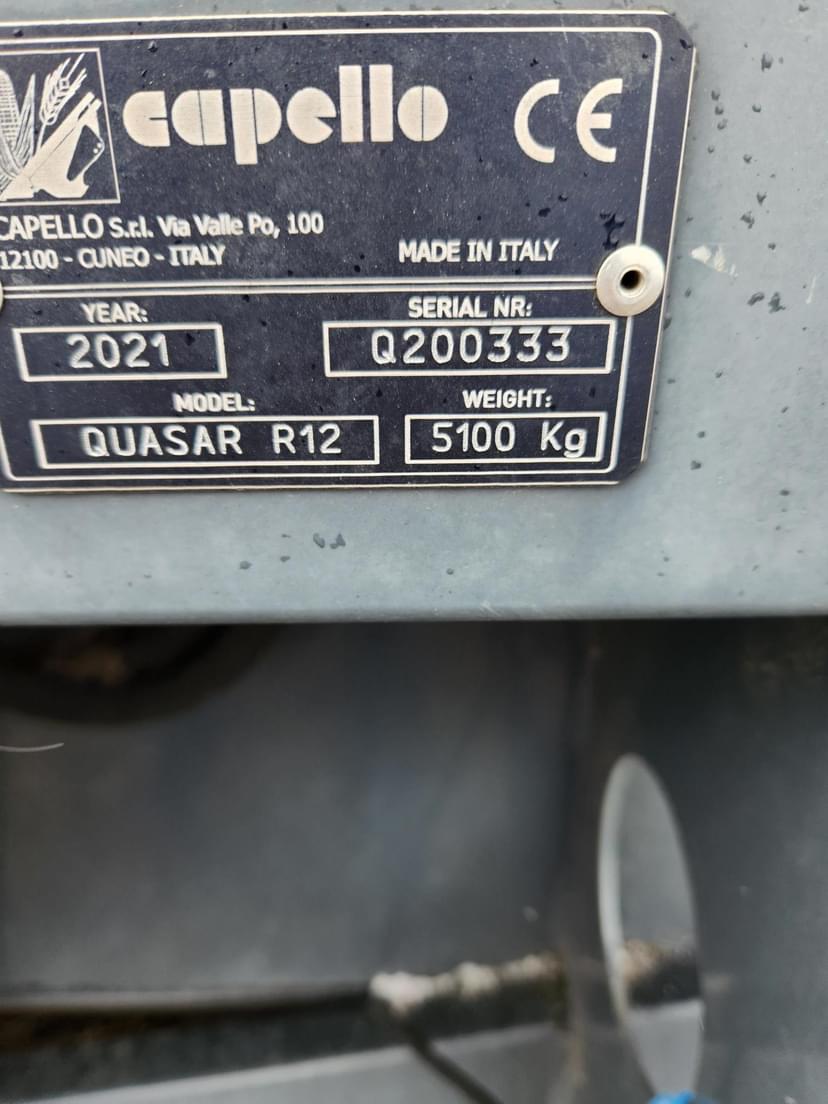 capello CE
CAPELLO S.r.l. Via Valle Po, 100
12100 - CUNEO - ITALY MADE IN ITALY
YEAR: SERIAL NR:
2021 Q200333
MODEL: WEIGHT:
QUASAR R12 5100 Kg